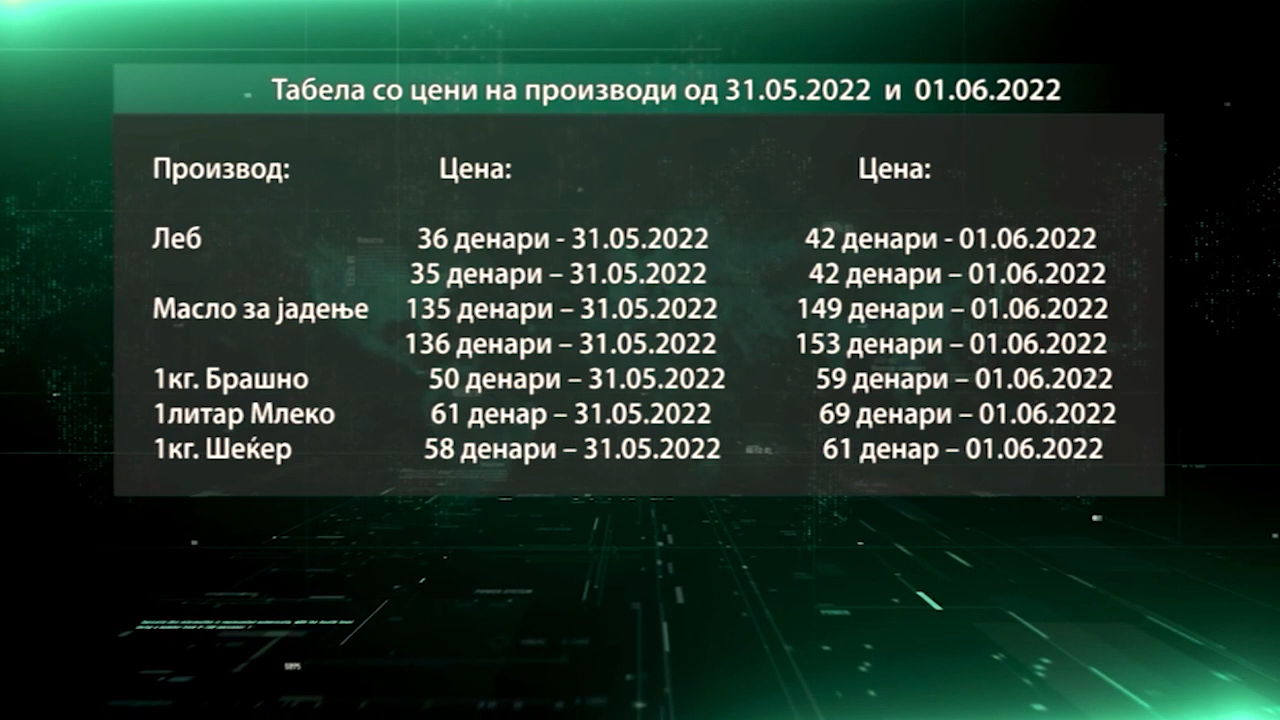 Табела со цени на производи од 31.05.2022 и 01.06.2022
Производ: Цена: Цена:
Леб 36 денари - 31.05.2022 42 денари - 01.06.2022
35 денари – 31.05.2022 42 денари – 01.06.2022
Масло за јадење 135 денари – 31.05.2022 149 денари – 01.06.2022
136 денари – 31.05.2022 153 денари – 01.06.2022
1кг. Брашно 50 денари – 31.05.2022 59 денари – 01.06.2022
1литар Млеко 61 денар – 31.05.2022 69 денари – 01.06.2022
1кг. Шеќер 58 денари – 31.05.2022 61 денар – 01.06.2022